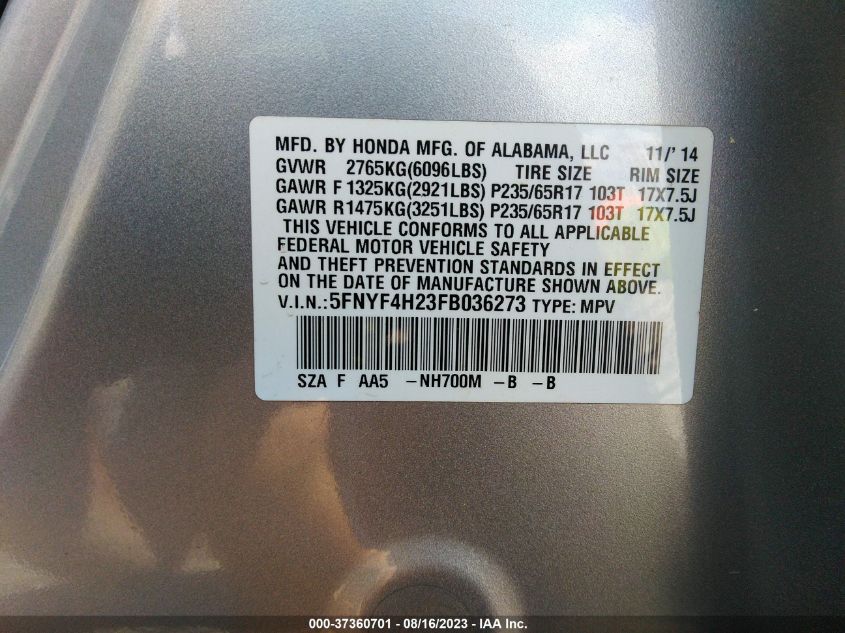 MFD. BY HONDA MFG. OF ALABAMA, LLC 11/' 14
GVWR 2765KG(6096LBS) TIRE SIZE RIM SIZE
GAWR F1325KG(2921LBS) P235/65R17 103T 17X7.5J
GAWR R1475KG(3251LBS) P235/65R17 103T 17X7.5J
THIS VEHICLE CONFORMS TO ALL APPLICABLE
FEDERAL MOTOR VEHICLE SAFETY
AND THEFT PREVENTION STANDARDS IN EFFECT
ON THE DATE OF MANUFACTURE SHOWN ABOVE.
V.I.N.:5FNYF4H23FB036273 TYPE: MPV
SZA F AA5 -NH700M -B -B
000-37360701 - 08/16/2023 - IAA Inc.